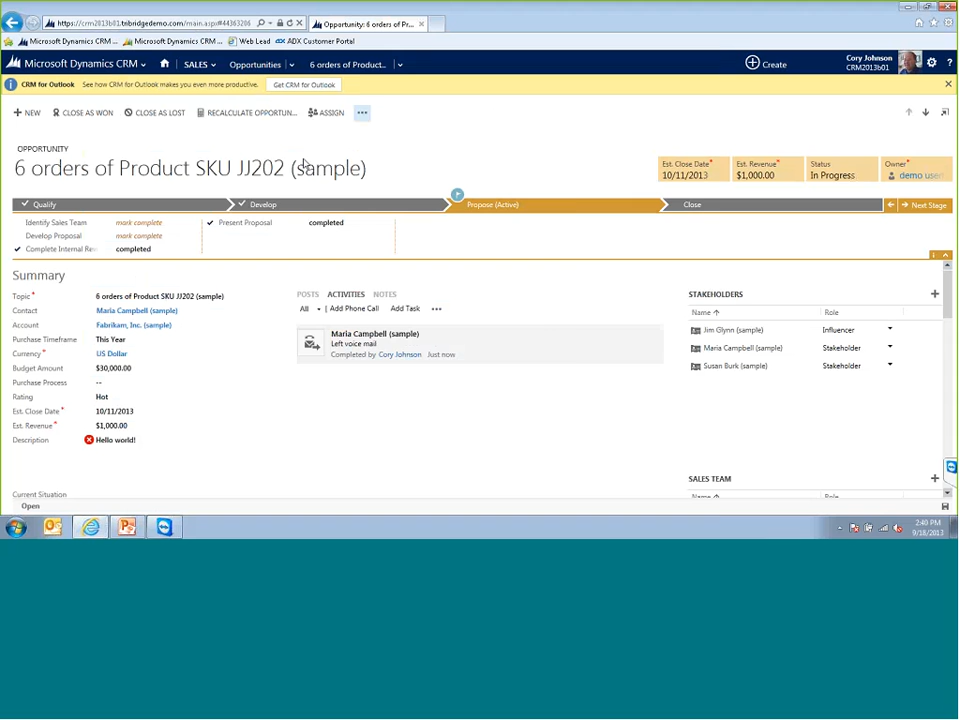 https://crm2013b01.tribridgedemo.com/main.aspx#44363206
Opportunity: 6 orders of Pr...
Microsoft Dynamics CRM ...
Microsoft Dynamics CRM ...
Web Lead
ADX Customer Portal
Microsoft Dynamics CRM
SALES
Opportunities
6 orders of Product...
Create
Cory Johnson
CRM2013b01
?
CRM for Outlook
See how CRM for Outlook makes you even more productive.
Get CRM for Outlook
NEW
CLOSE AS WON
CLOSE AS LOST
RECALCULATE OPPORTUN...
ASSIGN
OPPORTUNITY
6 orders of Product SKU JJ202 (sample)
Est. Close Date*
10/11/2013
Est. Revenue*
$1,000.00
Status
In Progress
Owner*
demo user
Qualify
Develop
Propose (Active)
Close
Next Stage
Identify Sales Team mark complete
Develop Proposal mark complete
Complete Internal Rev completed
Present Proposal completed
Summary
Topic* 6 orders of Product SKU JJ202 (sample)
Contact Maria Campbell (sample)
Account Fabrikam, Inc. (sample)
Purchase Timeframe This Year
Currency* US Dollar
Budget Amount $30,000.00
Purchase Process --
Rating Hot
Est. Close Date* 10/11/2013
Est. Revenue* $1,000.00
Description Hello world!
Current Situation
POSTS ACTIVITIES NOTES
All Add Phone Call Add Task
Maria Campbell (sample)
Left voice mail
Completed by Cory Johnson Just now
STAKEHOLDERS
Name Role
Jim Glynn (sample) Influencer
Maria Campbell (sample) Stakeholder
Susan Burk (sample) Stakeholder
SALES TEAM
Name Role
Open
2:40 PM
9/18/2013